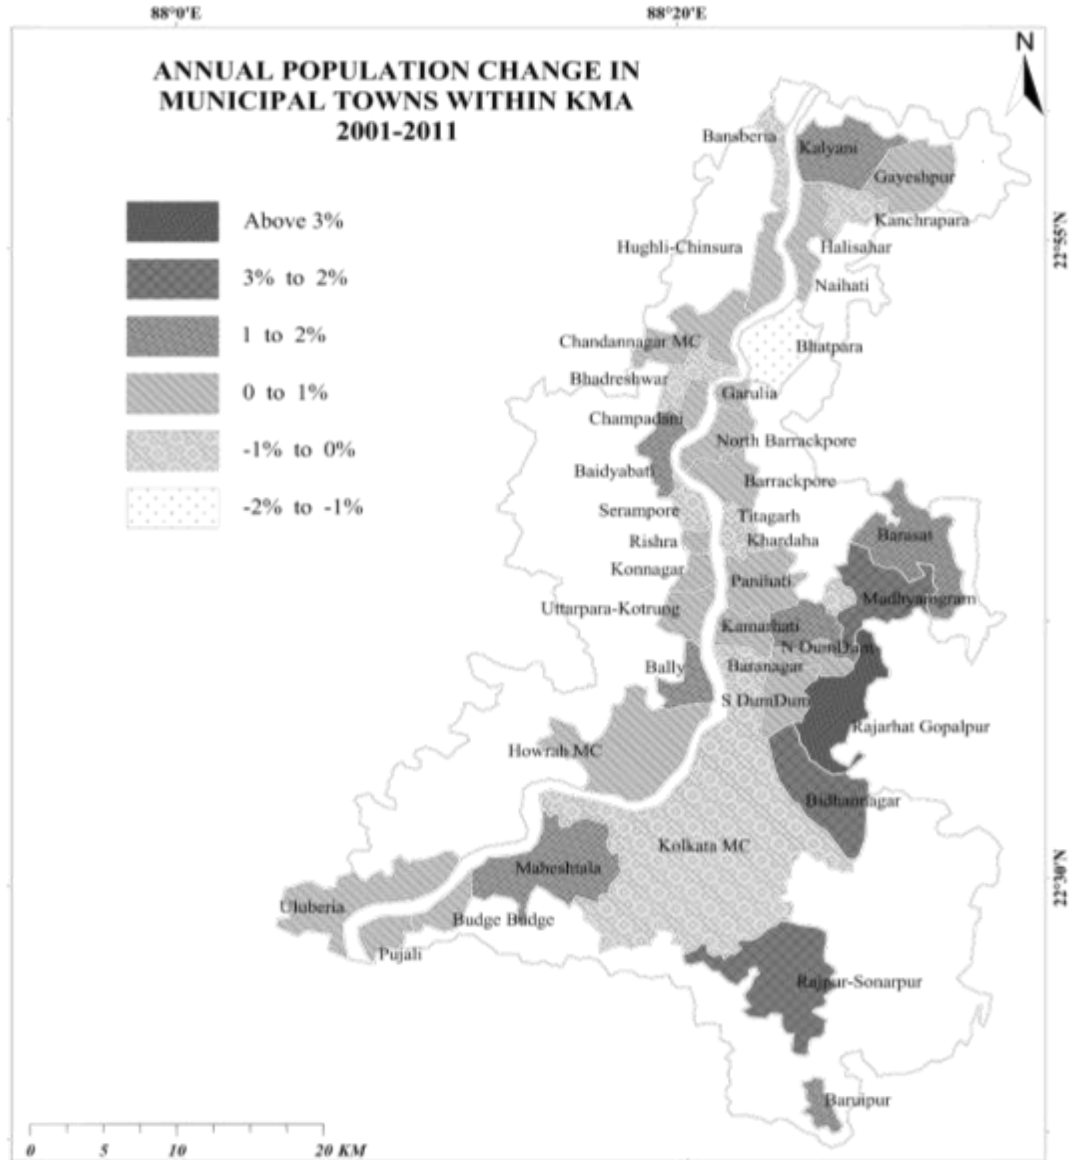 88°0'E
88°20'E
N
ANNUAL POPULATION CHANGE IN
MUNICIPAL TOWNS WITHIN KMA
2001-2011
Above 3%
3% to 2%
1 to 2%
0 to 1%
-1% to 0%
-2% to -1%
Bansberia
Kalyani
Gayeshpur
Kanchrapara
Hughli-Chinsura
Halisahar
22°55'N
Naihati
Chandannagar MC
Bhatpara
Bhadreshwar
Garulia
Champadani
North Barrackpore
Baidyabati
Barrackpore
Serampore
Titagarh
Rishra
Khardaha
Barasat
Konnagar
Panihati
Madhyamgram
Uttarpara-Kotrung
Kamarhati
N DumDum
Bally
Baranagar
S DumDum
Rajarhat Gopalpur
Howrah MC
Bidhannagar
Kolkata MC
Maheshtala
22°30'N
Uluberia
Budge Budge
Pujali
Rajpur-Sonarpur
Baruipur
0 5 10 20 KM